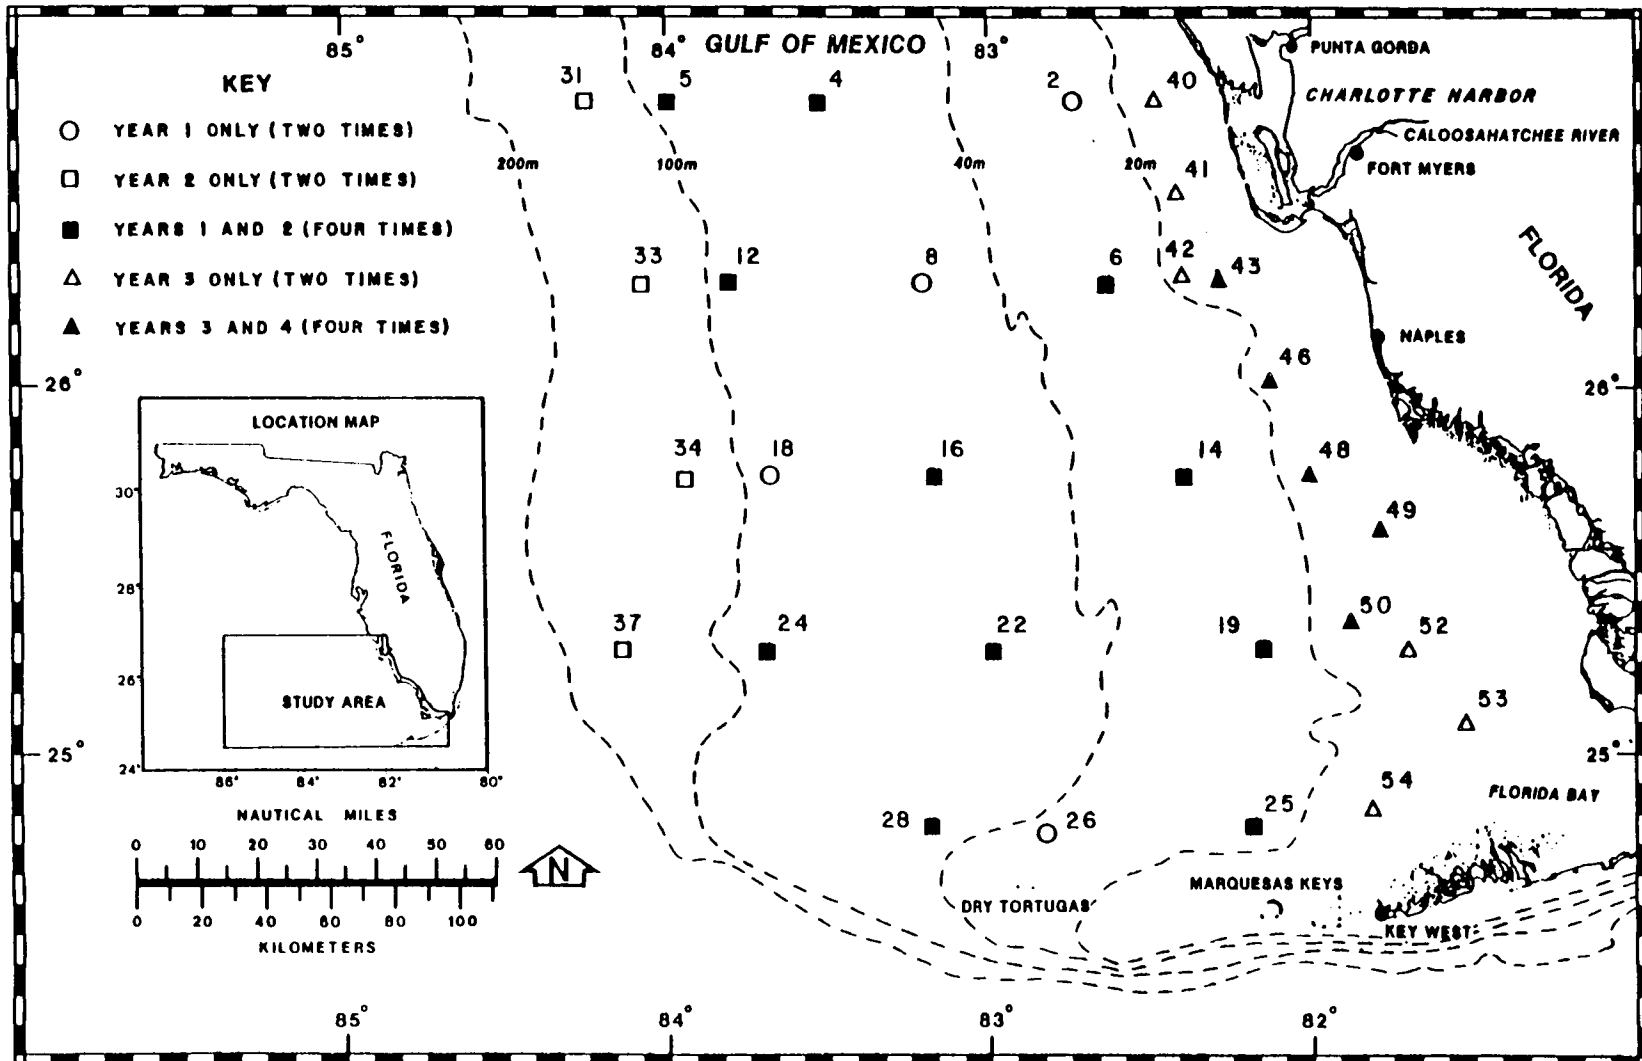 85°
84°
GULF OF MEXICO
83°
PUNTA GORDA
KEY
31
5
4
2
40
CHARLOTTE HARBOR
YEAR 1 ONLY (TWO TIMES)
CALOOSAHATCHEE RIVER
200m
100m
40m
20m
41
FORT MYERS
YEAR 2 ONLY (TWO TIMES)
YEARS 1 AND 2 (FOUR TIMES)
FLORIDA
33
12
8
6
42
43
YEAR 3 ONLY (TWO TIMES)
YEARS 3 AND 4 (FOUR TIMES)
NAPLES
46
26°
26°
LOCATION MAP
34
18
16
14
48
30°
49
FLORIDA
28°
50
37
24
22
19
52
26°
STUDY AREA
53
25°
25°
24°
86°
84°
82°
80°
54
FLORIDA BAY
NAUTICAL MILES
28
26
25
0 10 20 30 40 50 60
N
MARQUESAS KEYS
DRY TORTUGAS
0 20 40 60 80 100
KEY WEST
KILOMETERS
85°
84°
83°
82°